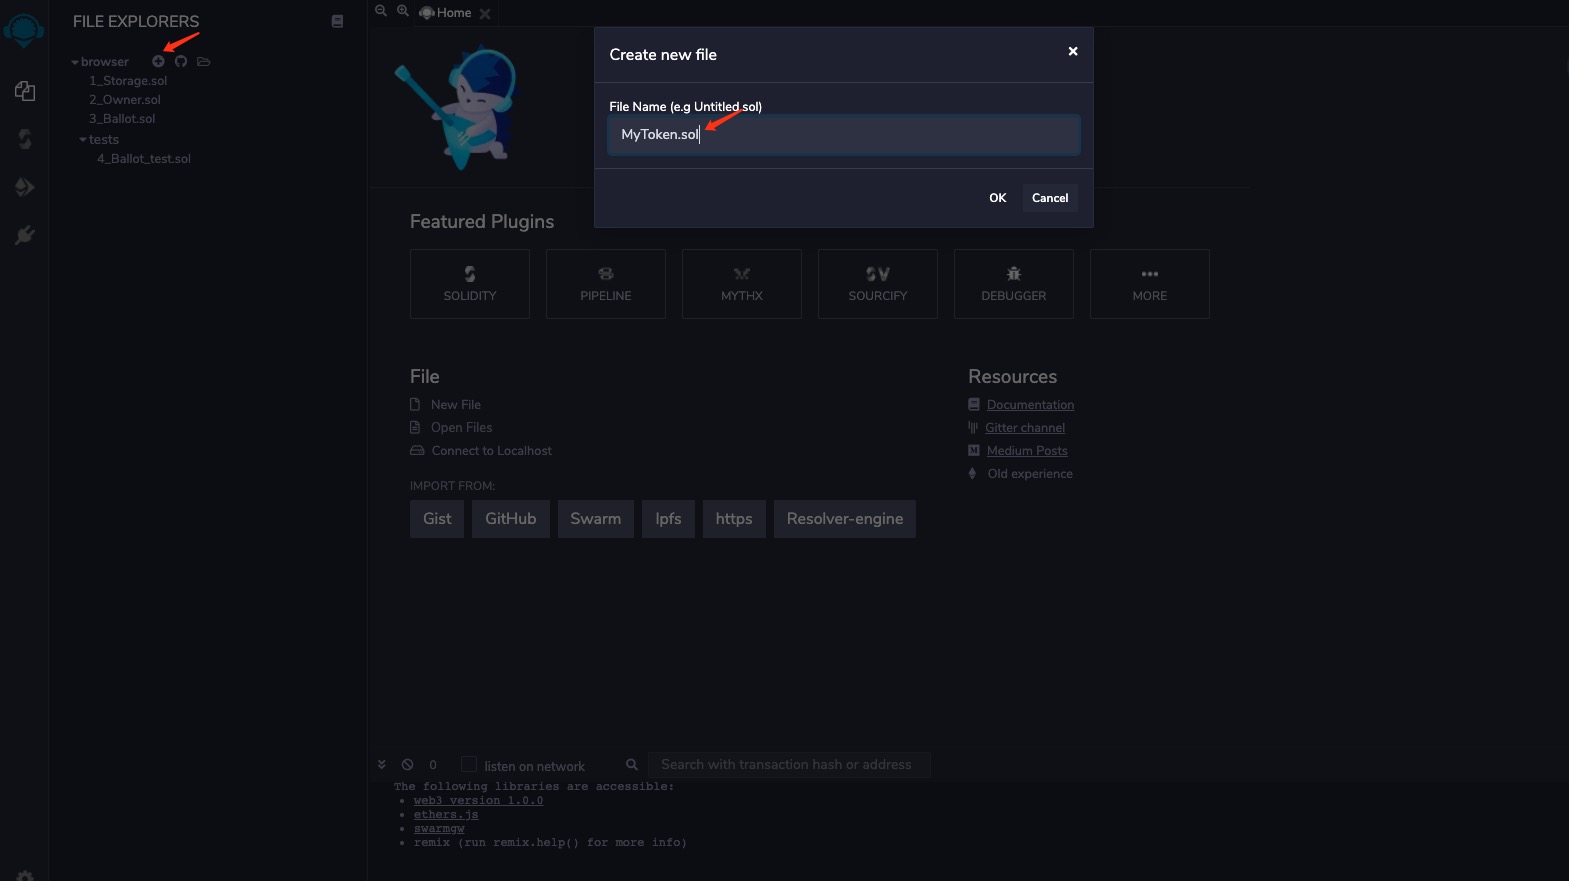 FILE EXPLORERS
browser
1_Storage.sol
2_Owner.sol
3_Ballot.sol
tests
4_Ballot_test.sol
Home
Create new file
File Name (e.g Untitled.sol)
MyToken.sol
OK
Cancel
Featured Plugins
SOLIDITY
PIPELINE
MYTHX
SOURCIFY
DEBUGGER
MORE
File
New File
Open Files
Connect to Localhost
IMPORT FROM:
Gist
GitHub
Swarm
Ipfs
https
Resolver-engine
Resources
Documentation
Gitter channel
Medium Posts
Old experience
0
listen on network
Search with transaction hash or address
The following libraries are accessible:
• web3 version 1.0.0
• ethers.js
• swarmgw
• remix (run remix.help() for more info)